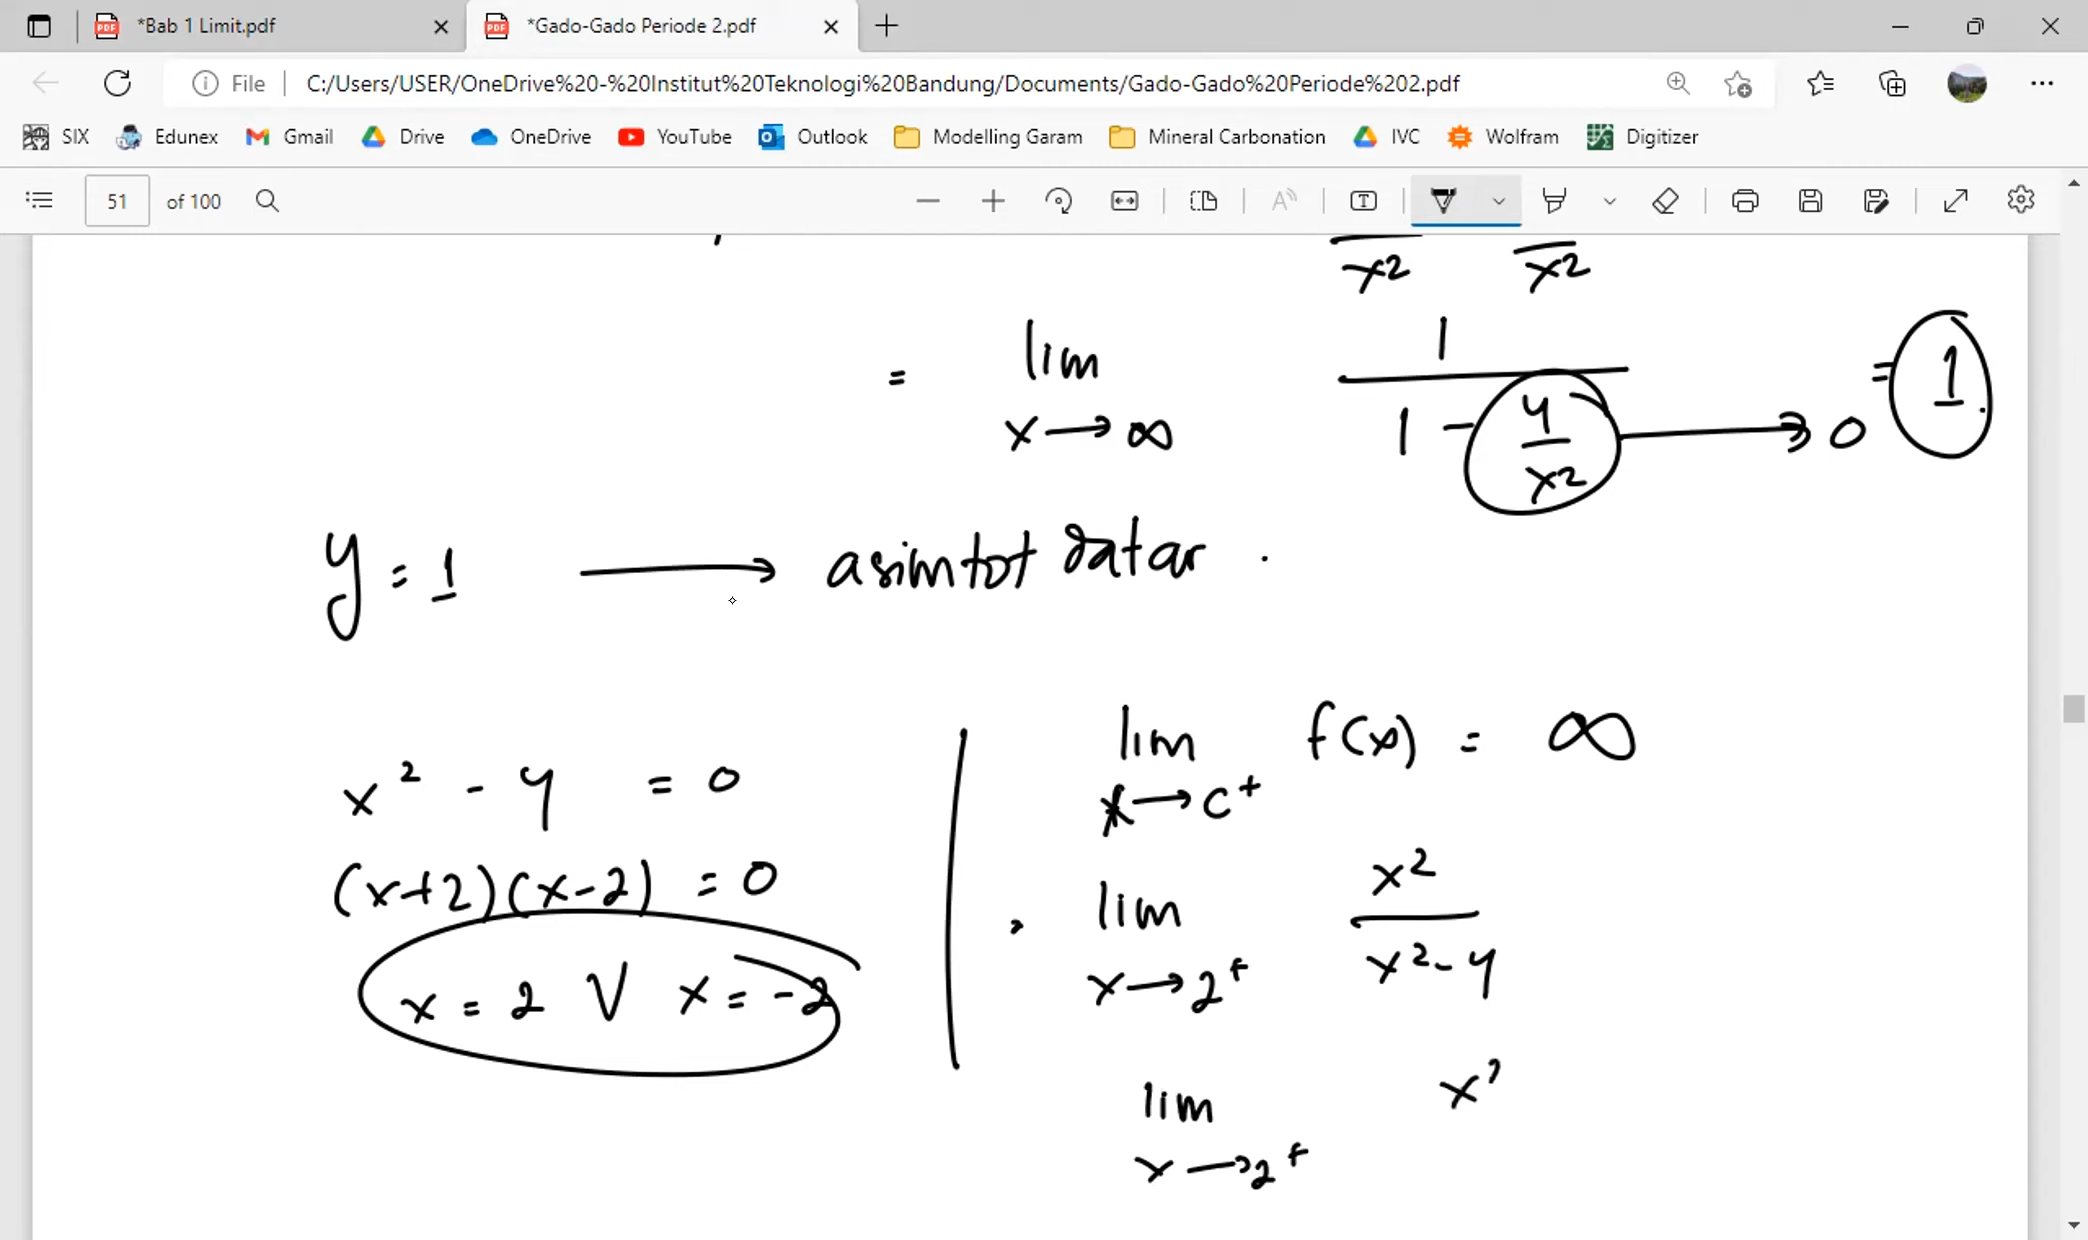 *Bab 1 Limit.pdf
*Gado-Gado Periode 2.pdf
File
C:/Users/USER/OneDrive%20-%20Institut%20Teknologi%20Bandung/Documents/Gado-Gado%20Periode%202.pdf
SIX Edunex Gmail Drive OneDrive YouTube Outlook Modelling Garam Mineral Carbonation IVC Wolfram Digitizer
51 of 100
x² x²
= lim x→∞ 1 / (1 - 4/x²) → 0 = 1
y = 1 → asimtot datar.
x² - 4 = 0
(x+2)(x-2) = 0
x = 2 V x = -2
lim x→c⁺ f(x) = ∞
lim x→2⁺ x² / (x² - 4)
lim x→2⁺ x²